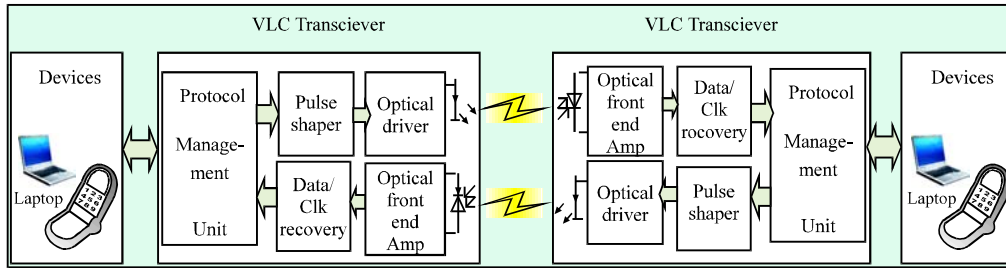 VLC Transciever
VLC Transciever
Devices
Laptop
Protocol
Manage-
ment
Unit
Pulse
shaper
Optical
driver
Data/
Clk
recovery
Optical
front
end
Amp
Optical
front
end
Amp
Data/
Clk
rocovery
Optical
driver
Pulse
shaper
Protocol
Manage-
ment
Unit
Devices
Laptop